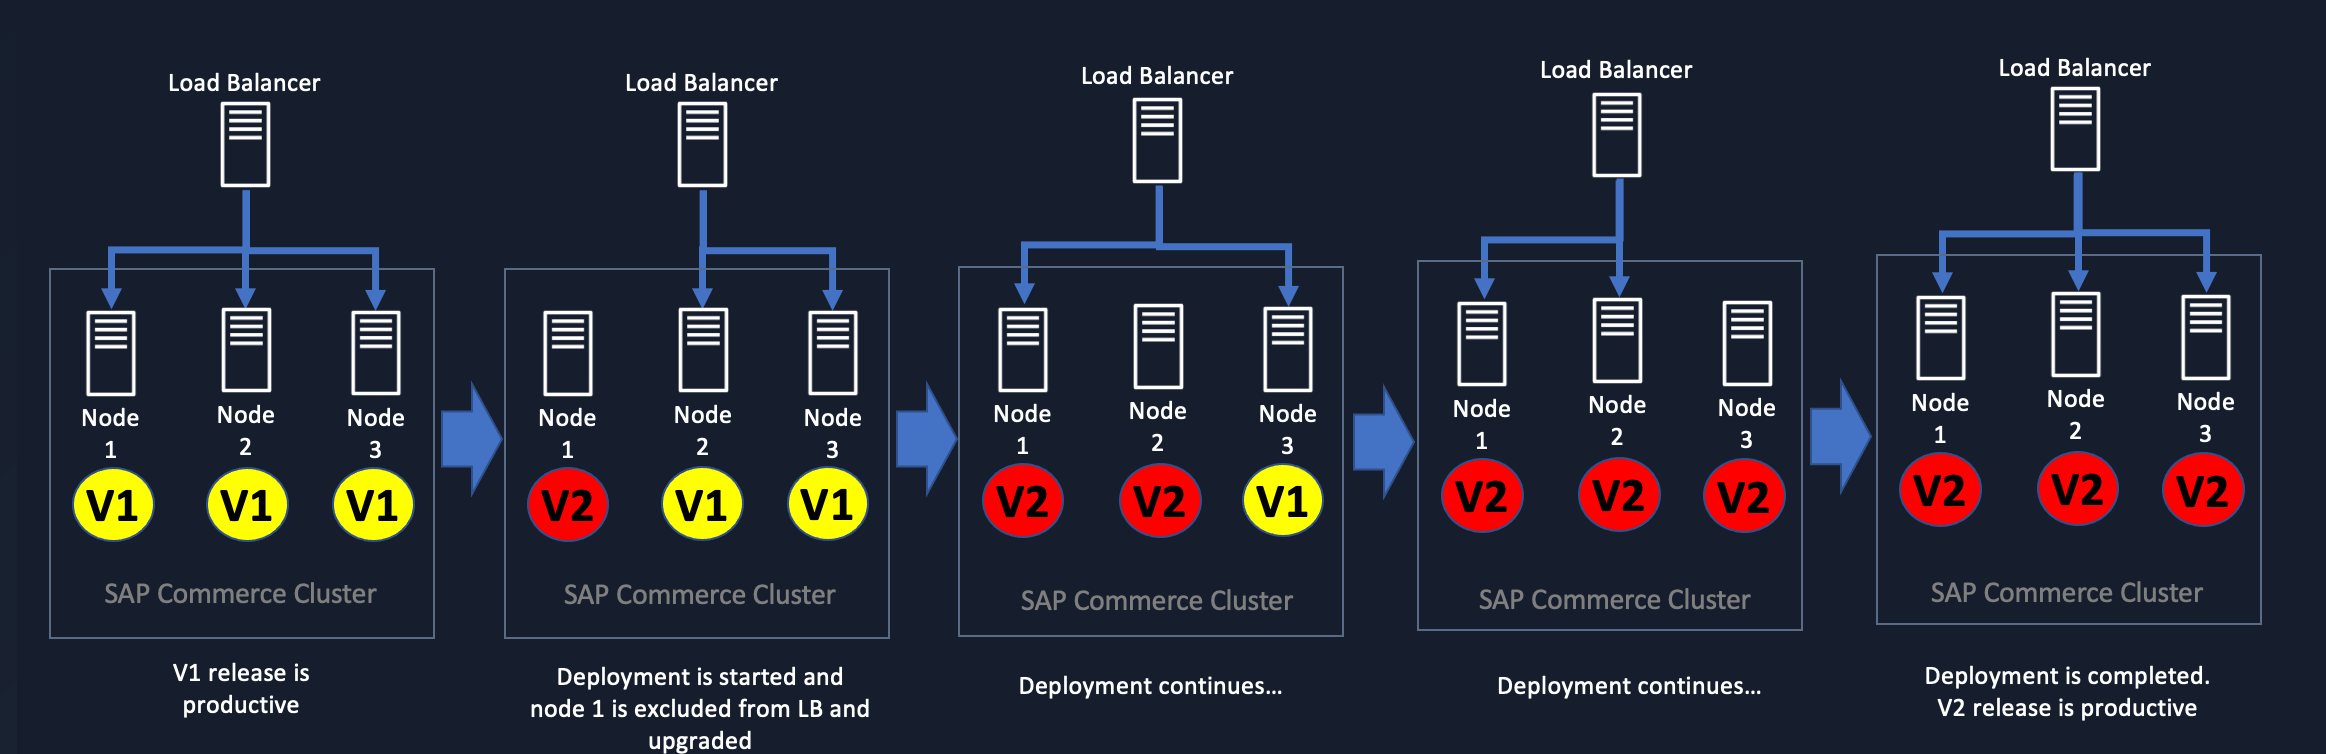 Load Balancer
Node
1
Node
2
Node
3
V1
V1
V1
SAP Commerce Cluster
V1 release is
productive
Load Balancer
Node
1
Node
2
Node
3
V2
V1
V1
SAP Commerce Cluster
Deployment is started and
node 1 is excluded from LB and
upgraded
Load Balancer
Node
1
Node
2
Node
3
V2
V2
V1
SAP Commerce Cluster
Deployment continues...
Load Balancer
Node
1
Node
2
Node
3
V2
V2
V2
SAP Commerce Cluster
Deployment continues...
Load Balancer
Node
1
Node
2
Node
3
V2
V2
V2
SAP Commerce Cluster
Deployment is completed.
V2 release is productive